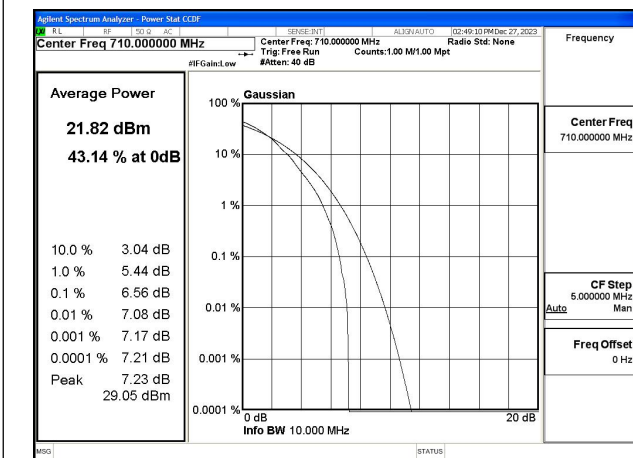 Agilent Spectrum Analyzer - Power Stat CCDF
LXI RL RF 50 Ω AC SENSE:INT ALIGNAUTO 02:49:10 PM Dec 27, 2023
Center Freq 710.000000 MHz Center Freq: 710.000000 MHz Radio Std: None
Trig: Free Run Counts:1.00 M/1.00 Mpt
#IFGain:Low #Atten: 40 dB
Frequency
Average Power
21.82 dBm
43.14 % at 0dB
10.0 % 3.04 dB
1.0 % 5.44 dB
0.1 % 6.56 dB
0.01 % 7.08 dB
0.001 % 7.17 dB
0.0001 % 7.21 dB
Peak 7.23 dB
29.05 dBm
Gaussian
100 %
10 %
1 %
0.1 %
0.01 %
0.001 %
0.0001 %
0 dB 20 dB
Info BW 10.000 MHz
Center Freq
710.000000 MHz
CF Step
5.000000 MHz
Auto Man
Freq Offset
0 Hz
MSG STATUS